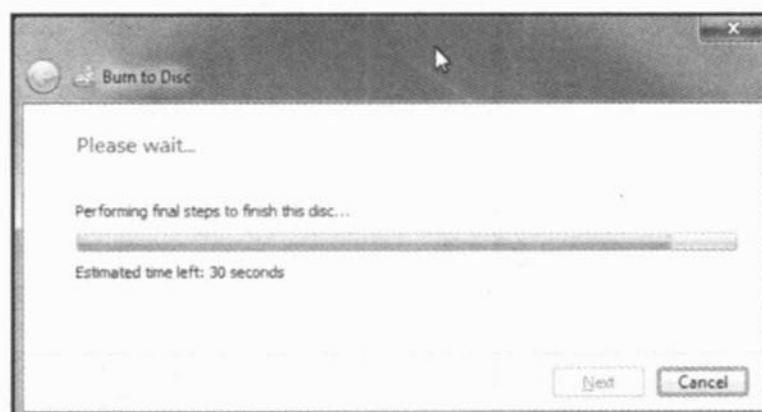 Burn to Disc
Please wait...
Performing final steps to finish this disc...
Estimated time left: 30 seconds
Next
Cancel